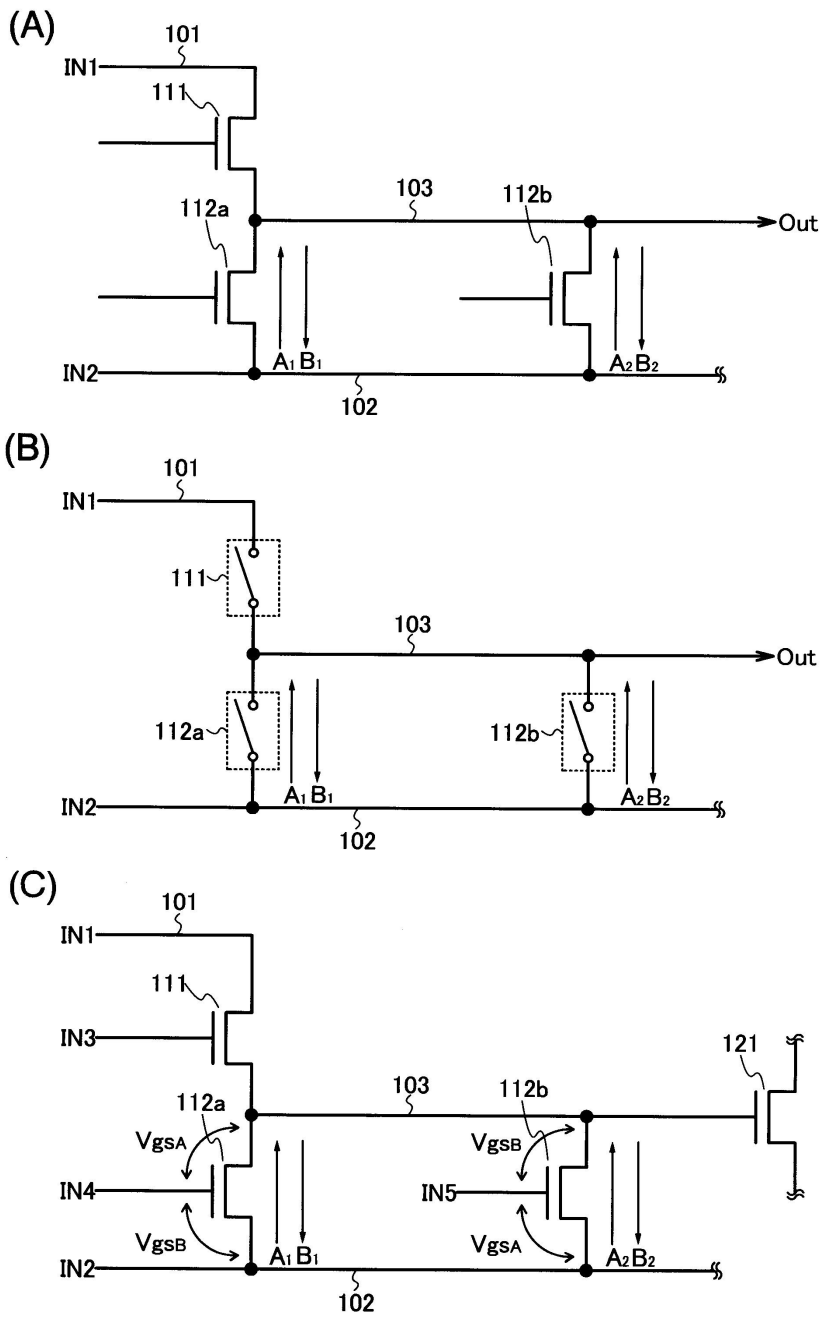 (A)
101
IN1
111
112a
103
112b
Out
A1 B1
A2 B2
IN2
102
(B)
101
IN1
111
103
Out
112a
112b
A1 B1
A2 B2
IN2
102
(C)
101
IN1
111
IN3
121
103
112a
112b
VgsA
VgsB
IN4
IN5
VgsB
VgsA
A1 B1
A2 B2
IN2
102